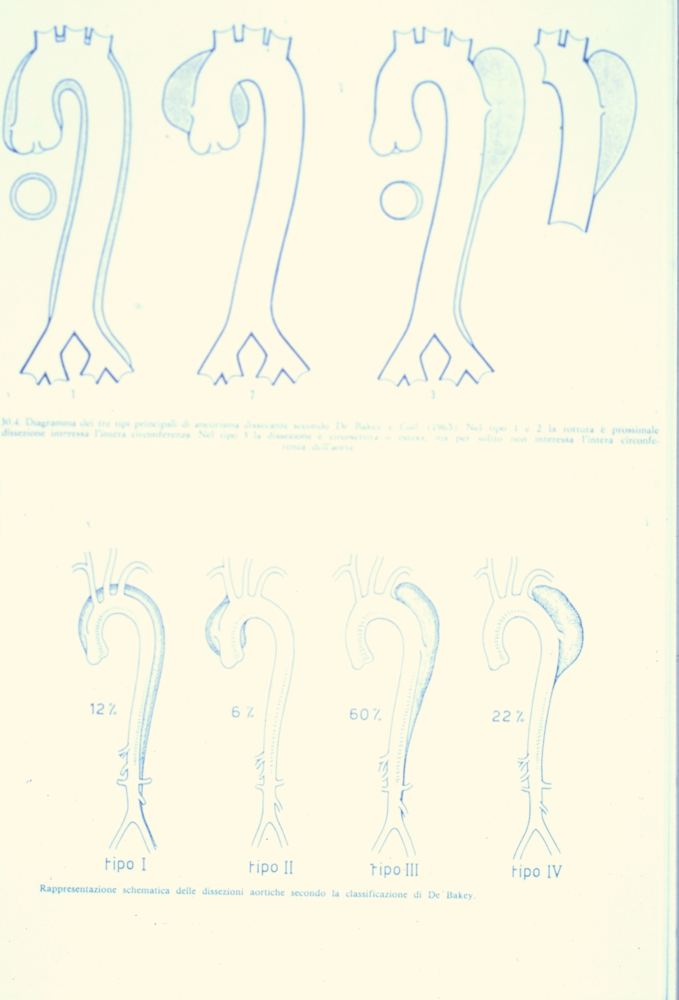 1
2
3
30.4. Diagramma dei tre tipi principali di aneurisma dissecante secondo De Bakey e Coll. (1965). Nel tipo 1 e 2 la rottura è prossimale
dissezione interessa l'intera circonferenza. Nel tipo 3 la dissezione è circoscritta o estesa, ma per solito non interessa l'intera circonfe-
renza dell'aorta
12%
6%
60%
22%
tipo I
tipo II
tipo III
tipo IV
Rappresentazione schematica delle dissezioni aortiche secondo la classificazione di De Bakey.